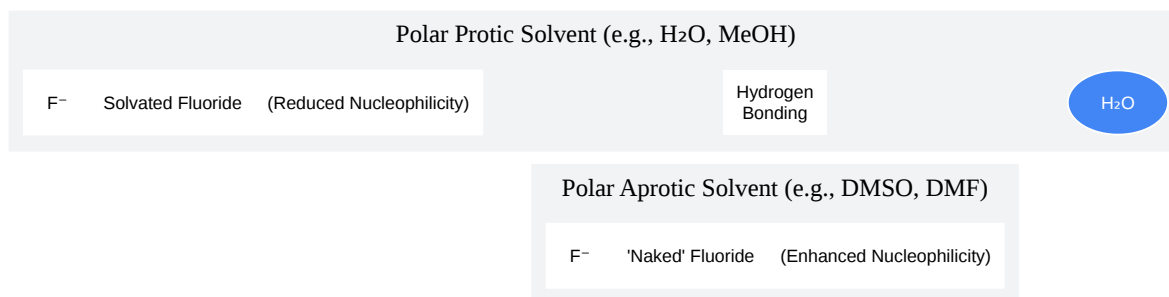 Polar Protic Solvent (e.g., H₂O, MeOH)
F⁻ Solvated Fluoride (Reduced Nucleophilicity)
Hydrogen
Bonding
H₂O
Polar Aprotic Solvent (e.g., DMSO, DMF)
F⁻ 'Naked' Fluoride (Enhanced Nucleophilicity)